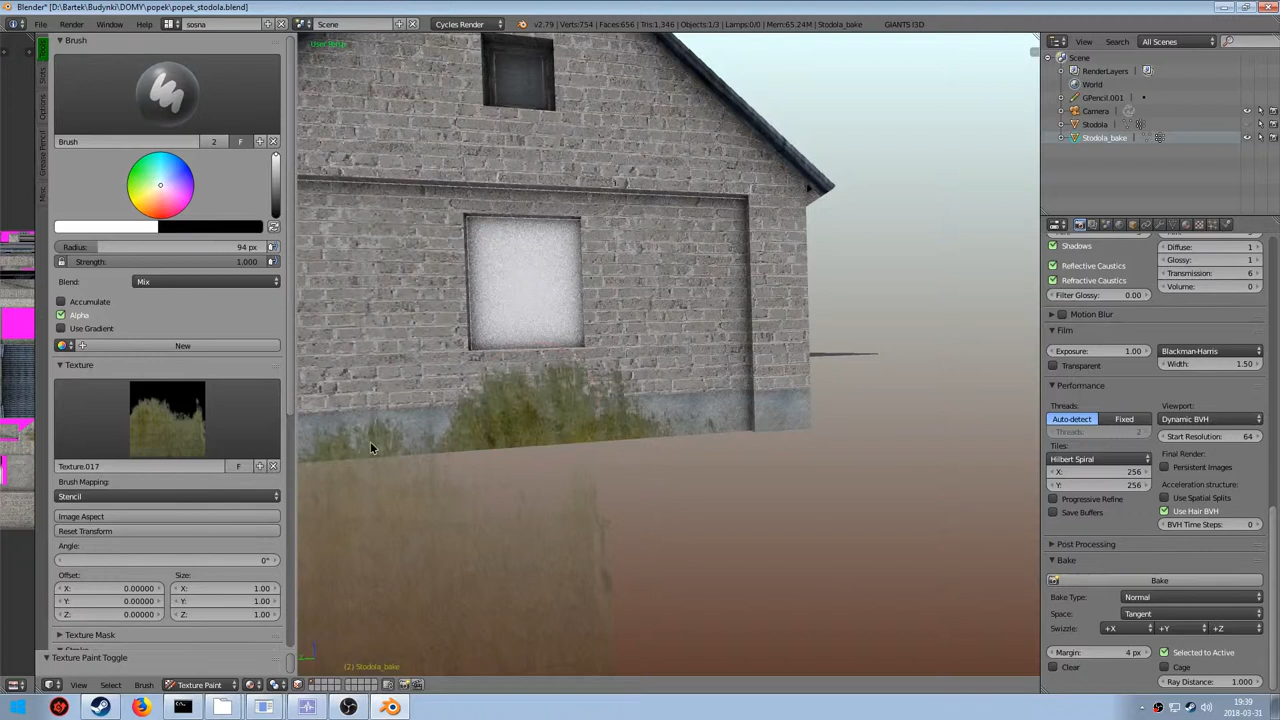 Blender* [D:\Bartek\Budynki\DOMY\popek\popek_stodola.blend]
File Render Window Help sosna Scene Cycles Render v2.79 | Verts:754 | Faces:656 | Tris:1,346 | Objects:1/3 | Lamps:0/0 | Mem:65.24M | Stodola_bake GIANTS I3D
View Search All Scenes
Brush
User Persp
Scene
RenderLayers
World
GPencil.001
Camera
Stodola
Stodola_bake
Slots
Options
Grease Pencil
Misc
Brush 2 F
Radius: 94 px
Strength: 1.000
Blend: Mix
Accumulate
Alpha
Use Gradient
New
Texture
Texture.017 F
Brush Mapping:
Stencil
Image Aspect
Reset Transform
Angle:
0°
Offset: Size:
X: 0.00000 X: 1.00
Y: 0.00000 Y: 1.00
Z: 0.00000 Z: 1.00
Texture Mask
Texture Paint Toggle
(2) Stodola_bake
View Select Brush Texture Paint
Shadows Diffuse: 1
Glossy: 1
Reflective Caustics Transmission: 6
Refractive Caustics Volume: 0
Filter Glossy: 0.00
Motion Blur
Film
Exposure: 1.00 Blackman-Harris
Transparent Width: 1.50
Performance
Threads: Viewport:
Auto-detect Fixed Dynamic BVH
Threads: 2 Start Resolution: 64
Tiles: Final Render:
Hilbert Spiral Persistent Images
X: 256 Acceleration structure:
Y: 256 Use Spatial Splits
Progressive Refine Use Hair BVH
Save Buffers BVH Time Steps: 0
Post Processing
Bake
Bake
Bake Type: Normal
Space: Tangent
Swizzle: +X +Y +Z
Margin: 4 px Selected to Active
Clear Cage
Ray Distance: 1.000
19:39
2018-03-31